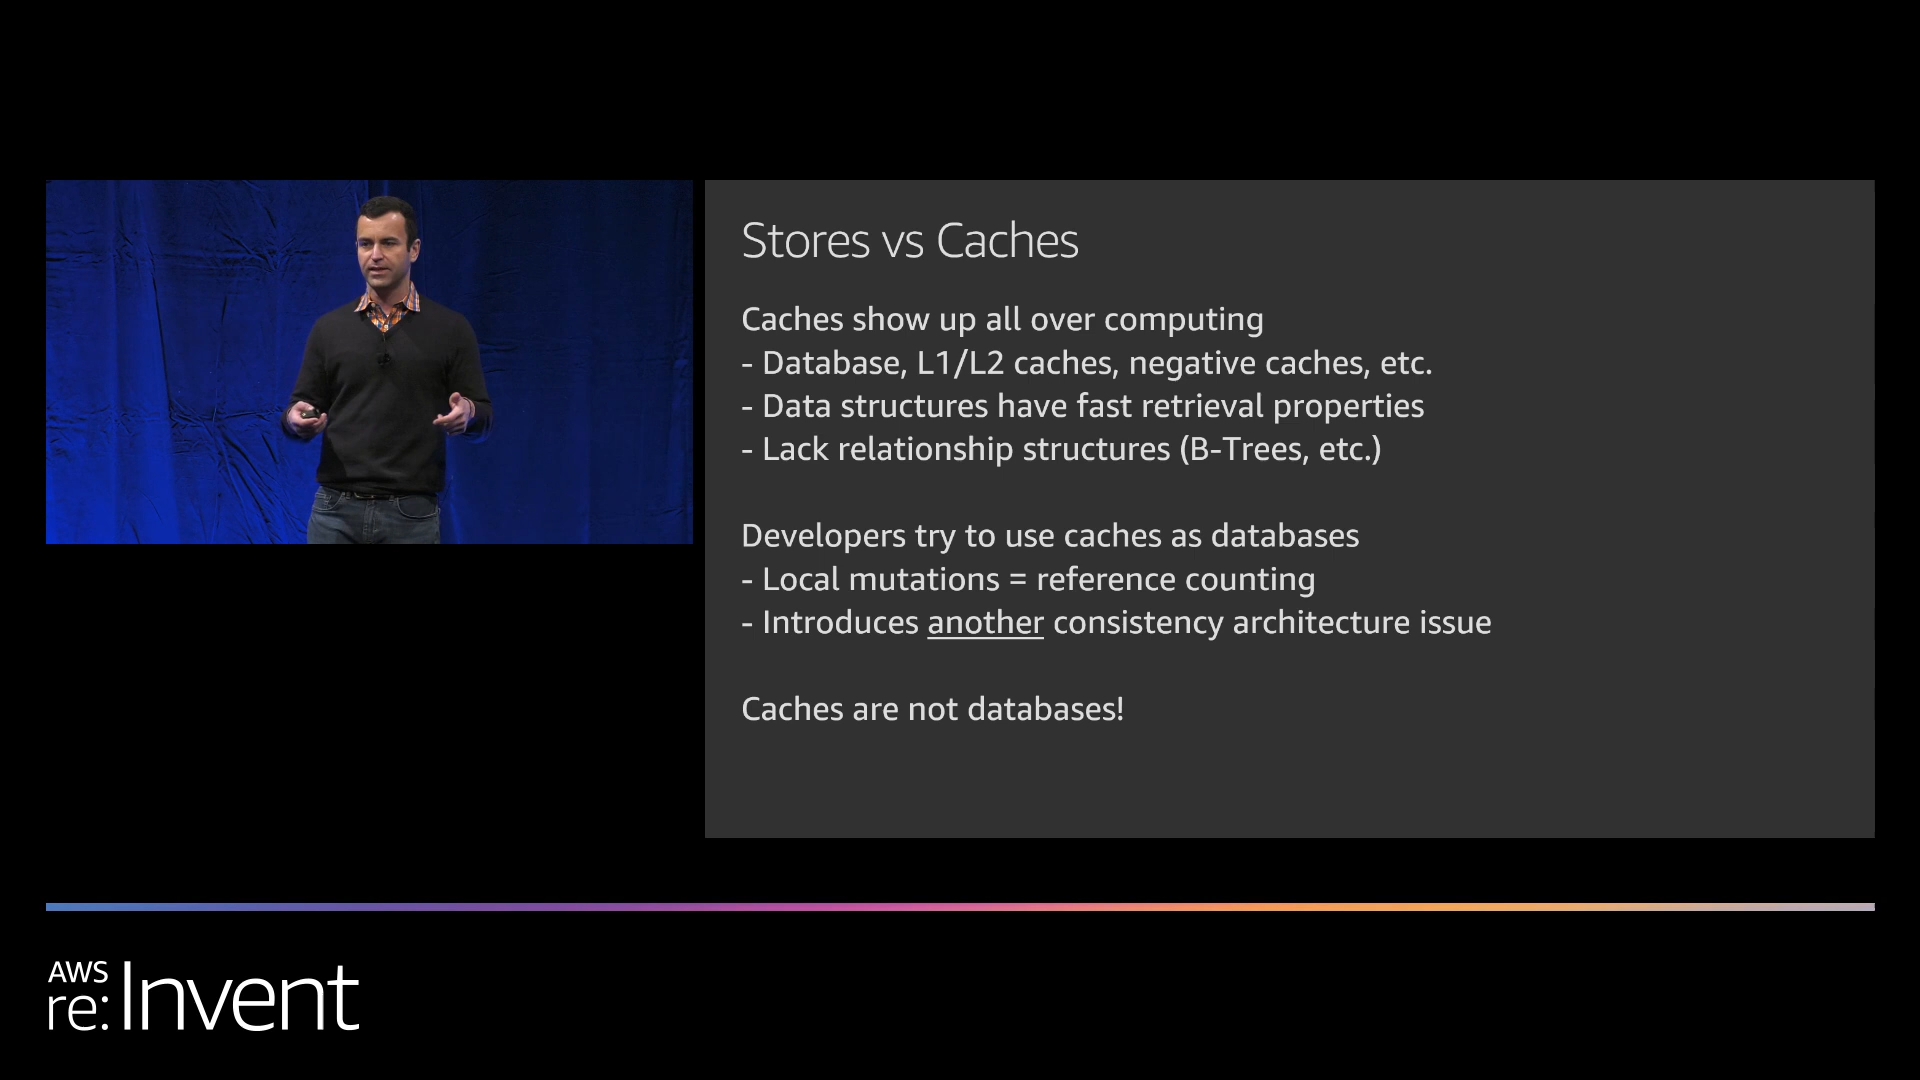 Stores vs Caches
Caches show up all over computing
- Database, L1/L2 caches, negative caches, etc.
- Data structures have fast retrieval properties
- Lack relationship structures (B-Trees, etc.)
Developers try to use caches as databases
- Local mutations = reference counting
- Introduces another consistency architecture issue
Caches are not databases!
AWS
re:Invent